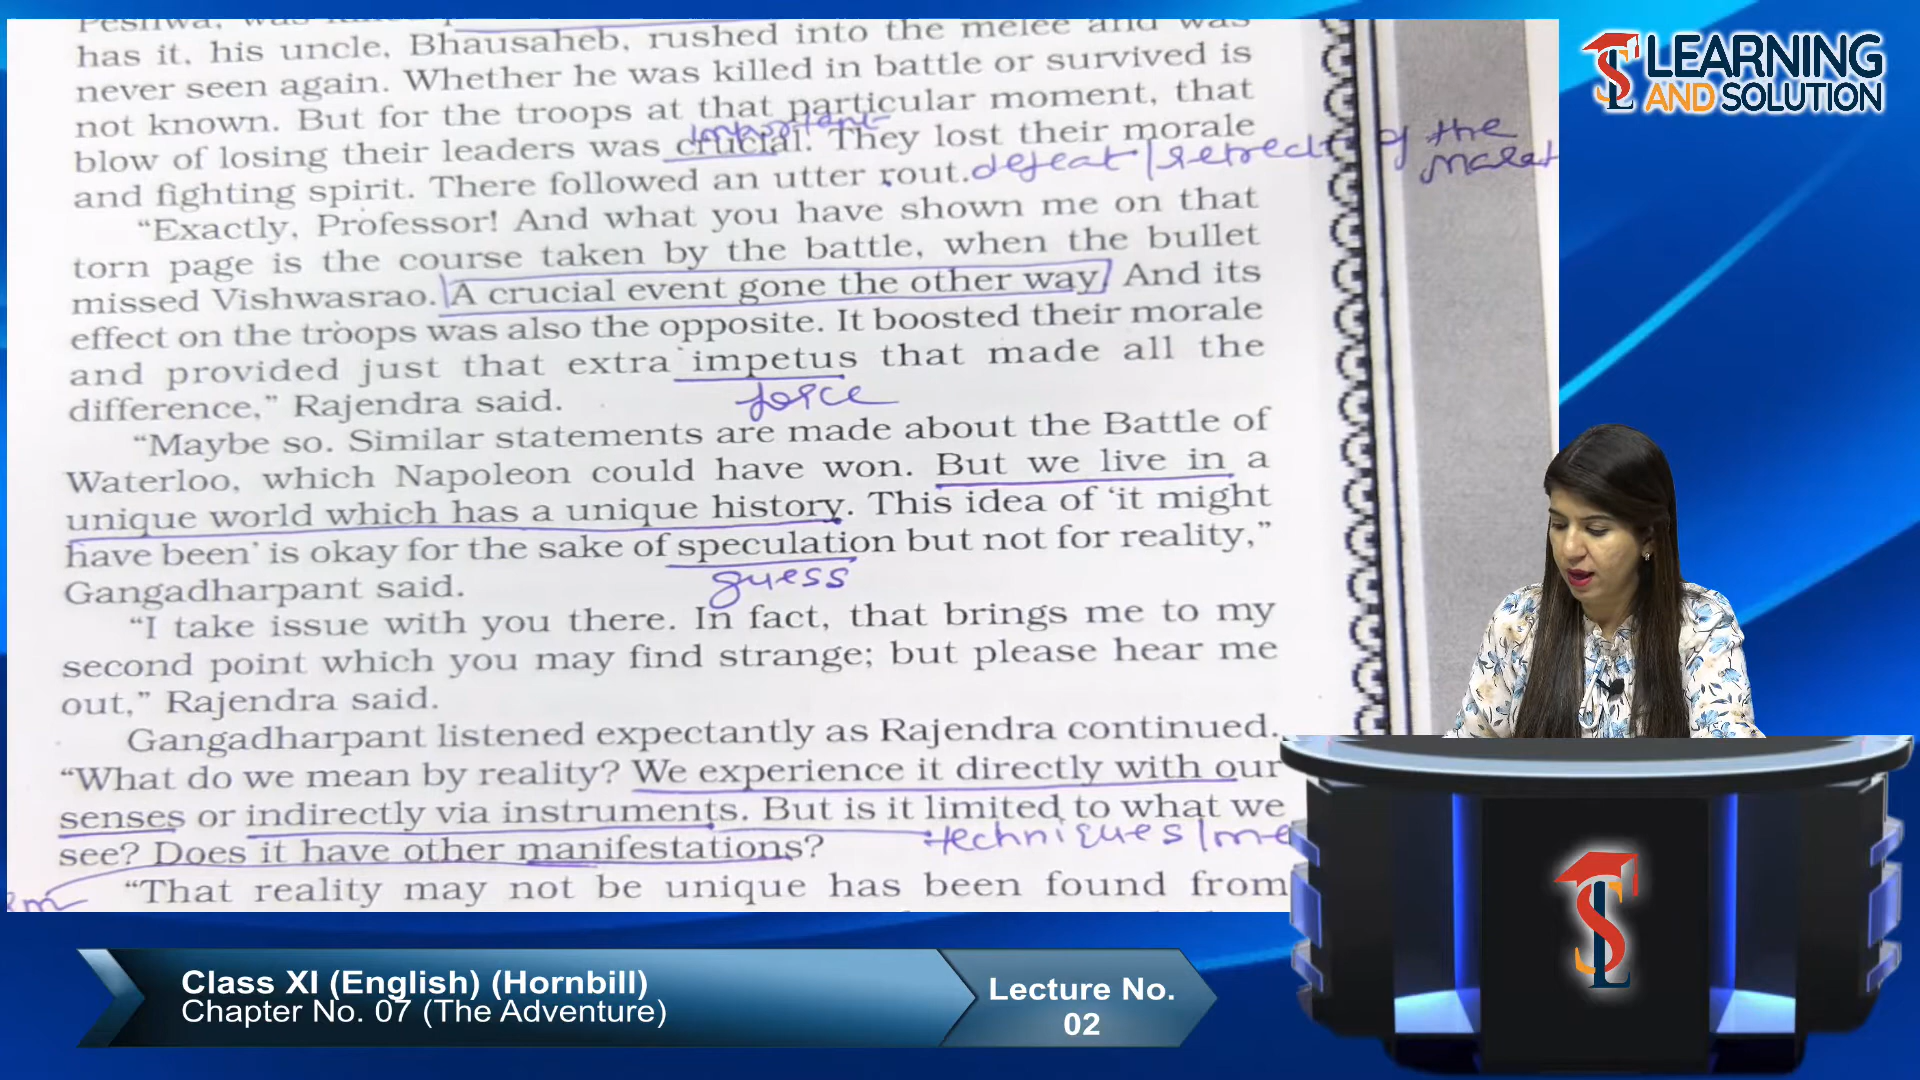 Peshwa, was
has it, his uncle, Bhausaheb, rushed into the melee and was
never seen again. Whether he was killed in battle or survived is
not known. But for the troops at that particular moment, that
important
blow of losing their leaders was crucial. They lost their morale
and fighting spirit. There followed an utter rout. defeat/retreat of the
“Exactly, Professor! And what you have shown me on that
torn page is the course taken by the battle, when the bullet
missed Vishwasrao. A crucial event gone the other way. And its
effect on the troops was also the opposite. It boosted their morale
and provided just that extra impetus that made all the
difference,” Rajendra said.
force
“Maybe so. Similar statements are made about the Battle of
Waterloo, which Napoleon could have won. But we live in a
unique world which has a unique history. This idea of ‘it might
have been’ is okay for the sake of speculation but not for reality,”
guess
Gangadharpant said.
“I take issue with you there. In fact, that brings me to my
second point which you may find strange; but please hear me
out,” Rajendra said.
Gangadharpant listened expectantly as Rajendra continued.
“What do we mean by reality? We experience it directly with our
senses or indirectly via instruments. But is it limited to what we
see? Does it have other manifestations?
techniques/me
“That reality may not be unique has been found from
LEARNING
AND SOLUTION
Class XI (English) (Hornbill)
Chapter No. 07 (The Adventure)
Lecture No.
02